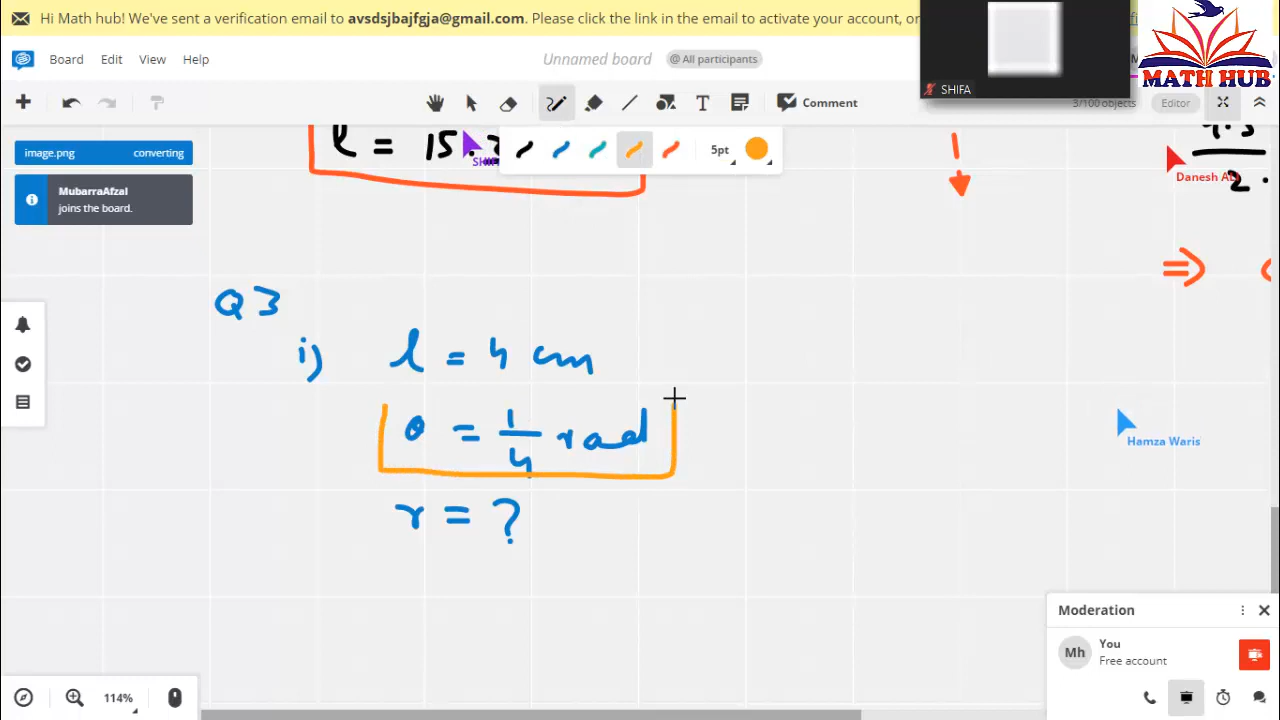 Hi Math hub! We've sent a verification email to avsdsjbajfgja@gmail.com. Please click the link in the email to activate your account, or
SHIFA
MATH HUB
Board Edit View Help
Unnamed board
@ All participants
Comment
3/100 objects
Editor
image.png converting
MubarraAfzal
joins the board.
5pt
l = 15.
2.
Danesh ALI
⇒
Q3
i) l = 4 cm
θ = 1/4 rad
r = ?
Hamza Waris
Moderation
Mh
You
Free account
114%